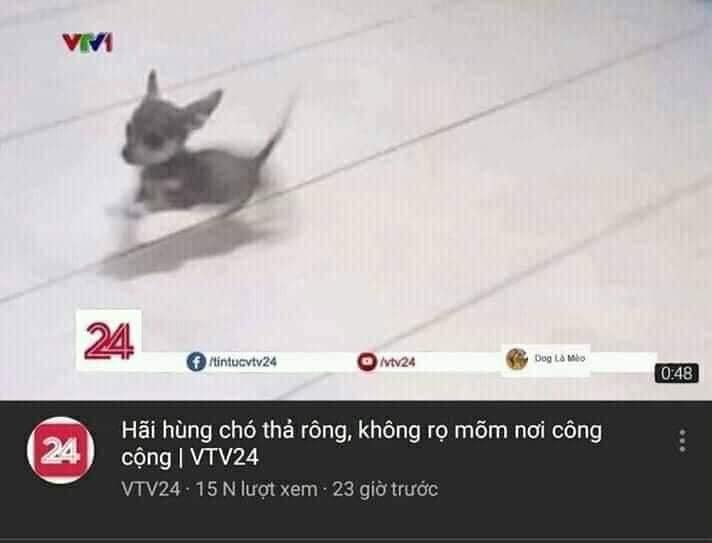 VTV1
24
/tintucvtv24
/vtv24
Dog Là Mèo
0:48
24
Hãi hùng chó thả rông, không rọ mõm nơi công
cộng | VTV24
VTV24 · 15 N lượt xem · 23 giờ trước